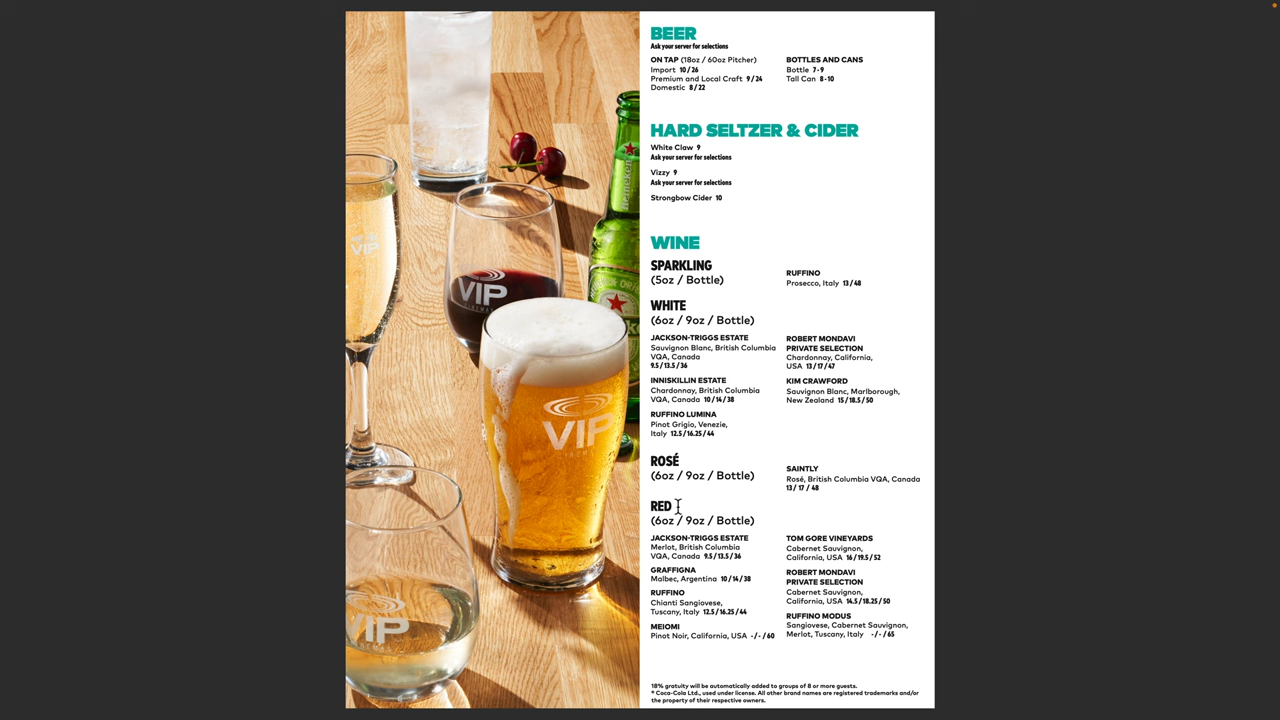 BEER
Ask your server for selections
ON TAP (18oz / 60oz Pitcher)
Import 10 / 26
Premium and Local Craft 9 / 24
Domestic 8 / 22
BOTTLES AND CANS
Bottle 7-9
Tall Can 8-10
HARD SELTZER & CIDER
White Claw 9
Ask your server for selections
Vizzy 9
Ask your server for selections
Strongbow Cider 10
WINE
SPARKLING
(5oz / Bottle)
RUFFINO
Prosecco, Italy 13 / 48
WHITE
(6oz / 9oz / Bottle)
JACKSON-TRIGGS ESTATE
Sauvignon Blanc, British Columbia
VQA, Canada
9.5 / 13.5 / 36
INNISKILLIN ESTATE
Chardonnay, British Columbia
VQA, Canada 10 / 14 / 38
RUFFINO LUMINA
Pinot Grigio, Venezie,
Italy 12.5 / 16.25 / 44
ROBERT MONDAVI
PRIVATE SELECTION
Chardonnay, California,
USA 13 / 17 / 47
KIM CRAWFORD
Sauvignon Blanc, Marlborough,
New Zealand 15 / 18.5 / 50
ROSÉ
(6oz / 9oz / Bottle)
SAINTLY
Rosé, British Columbia VQA, Canada
13 / 17 / 48
RED
(6oz / 9oz / Bottle)
JACKSON-TRIGGS ESTATE
Merlot, British Columbia
VQA, Canada 9.5 / 13.5 / 36
GRAFFIGNA
Malbec, Argentina 10 / 14 / 38
RUFFINO
Chianti Sangiovese,
Tuscany, Italy 12.5 / 16.25 / 44
MEIOMI
Pinot Noir, California, USA - / - / 60
TOM GORE VINEYARDS
Cabernet Sauvignon,
California, USA 16 / 19.5 / 52
ROBERT MONDAVI
PRIVATE SELECTION
Cabernet Sauvignon,
California, USA 14.5 / 18.25 / 50
RUFFINO MODUS
Sangiovese, Cabernet Sauvignon,
Merlot, Tuscany, Italy - / - / 65
18% gratuity will be automatically added to groups of 8 or more guests.
® Coca-Cola Ltd., used under license. All other brand names are registered trademarks and/or
the property of their respective owners.
VIP
VIP
VIP
VIP
Heineken